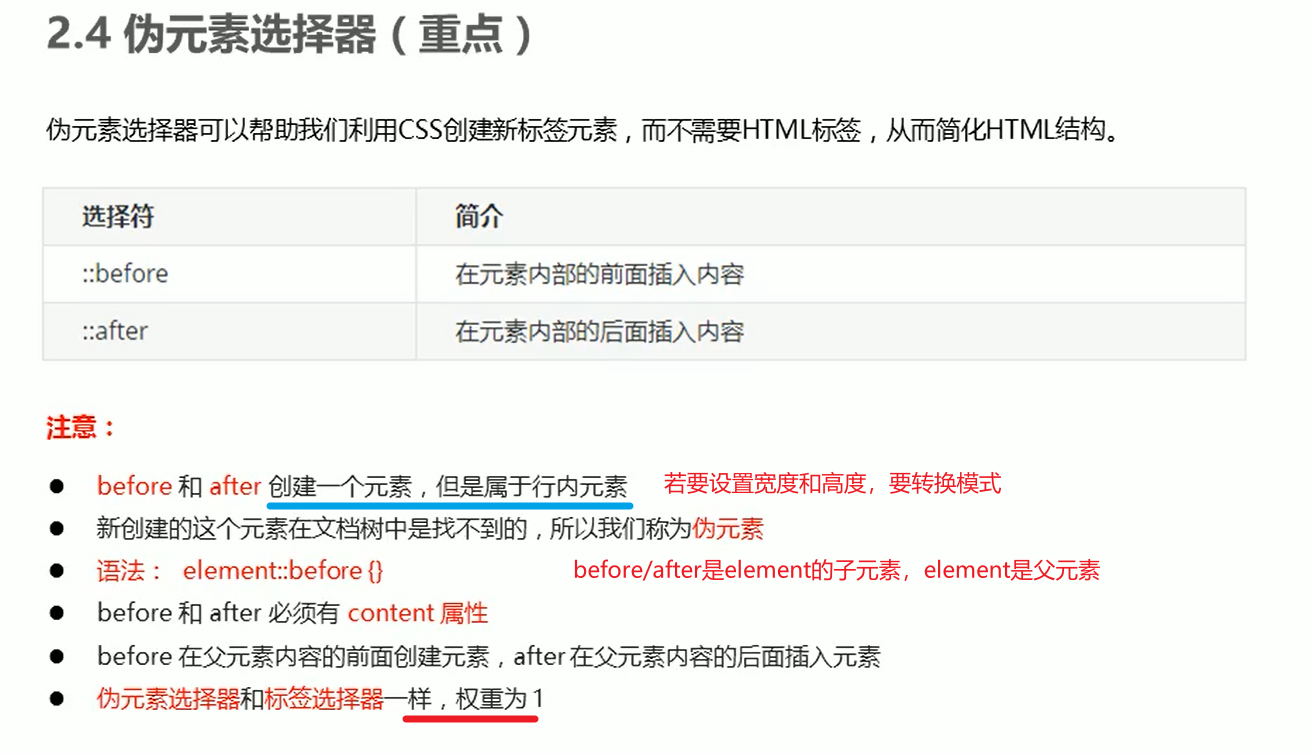 2.4 伪元素选择器（重点）
伪元素选择器可以帮助我们利用CSS创建新标签元素，而不需要HTML标签，从而简化HTML结构。
选择符 简介
::before 在元素内部的前面插入内容
::after 在元素内部的后面插入内容
注意：
● before 和 after 创建一个元素，但是属于行内元素 若要设置宽度和高度，要转换模式
● 新创建的这个元素在文档树中是找不到的，所以我们称为伪元素
● 语法： element::before {} before/after是element的子元素，element是父元素
● before 和 after 必须有 content 属性
● before 在父元素内容的前面创建元素，after 在父元素内容的后面插入元素
● 伪元素选择器和标签选择器一样，权重为 1